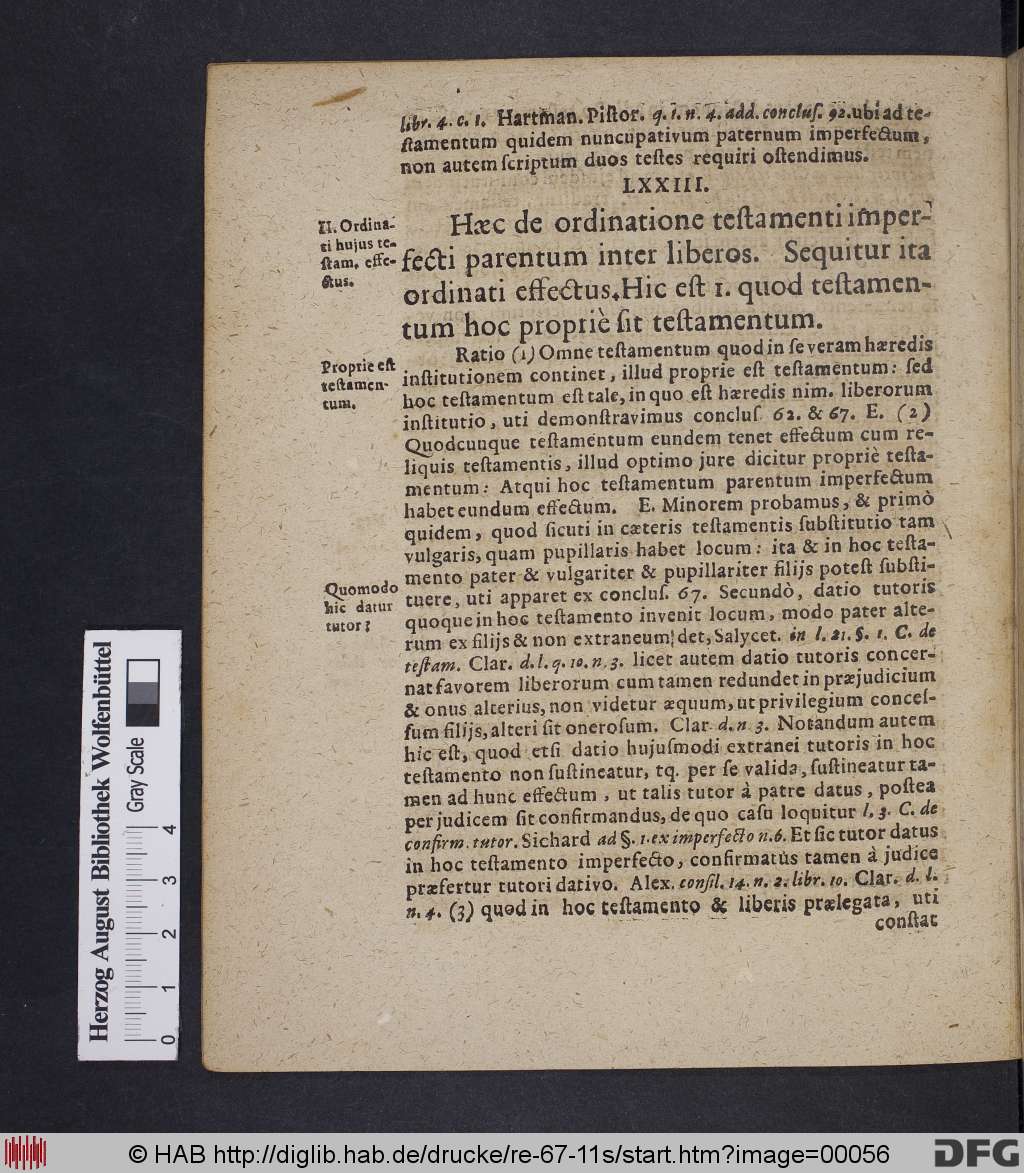 libr. 4. c. 1. Hartman. Piſtor. q. 1. n. 4. add. concluſ. 92. ubi ad te-
ſtamentum quidem nuncupativum paternum imperfectum,
non autem ſcriptum duos teſtes requiri oſtendimus.
LXXIII.
II. Ordina-
ti hujus te-
ſtam. effe-
ctus.
Hæc de ordinatione teſtamenti imper-
fecti parentum inter liberos. Sequitur ita
ordinati effectus. Hic eſt 1. quod teſtamen-
tum hoc propriè ſit teſtamentum.
Proprie eſt
teſtamen-
tum.
Ratio (1) Omne teſtamentum quod in ſe veram hæredis
inſtitutionem continet, illud proprie eſt teſtamentum: ſed
hoc teſtamentum eſt tale, in quo eſt hæredis nim. liberorum
inſtitutio, uti demonſtravimus concluſ 62. & 67. E. (2)
Quodcunque teſtamentum eundem tenet effectum cum re-
liquis teſtamentis, illud optimo jure dicitur propriè teſta-
mentum: Atqui hoc teſtamentum parentum imperfectum
habet eundum effectum. E. Minorem probamus, & primò
quidem, quod ſicuti in cæteris teſtamentis ſubſtitutio tam
vulgaris, quam pupillaris habet locum: ita & in hoc teſta-
mento pater & vulgariter & pupillariter filijs poteſt ſubſti-
Quomodo
hic datur
tutor?
tuere, uti apparet ex concluſ. 67. Secundò, datio tutoris
quoque in hoc teſtamento invenit locum, modo pater alte-
rum ex filijs & non extraneum det, Salycet. in l. 21. §. 1. C. de
teſtam. Clar. d. l. q. 10. n. 3. licet autem datio tutoris concer-
nat favorem liberorum cum tamen redundet in præjudicium
& onus alterius, non videtur æquum, ut privilegium conceſ-
ſum filijs, alteri ſit oneroſum. Clar. d. n 3. Notandum autem
hic eſt, quod etſi datio hujuſmodi extranei tutoris in hoc
teſtamento non ſuſtineatur, tq. per ſe valida, ſuſtineatur ta-
men ad hunc effectum, ut talis tutor à patre datus, poſtea
per judicem ſit confirmandus, de quo caſu loquitur l. 3. C. de
confirm. tutor. Sichard ad §. 1. ex imperfecto n. 6. Et ſic tutor datus
in hoc teſtamento imperfecto, confirmatùs tamen à judice
præfertur tutori dativo. Alex. conſil. 14. n. 2. libr. 10. Clar. d. l.
n. 4. (3) quod in hoc teſtamento & liberis prælegata, uti
conſtat
Herzog August Bibliothek Wolfenbüttel
Gray Scale
0 1 2 3 4
© HAB http://diglib.hab.de/drucke/re-67-11s/start.htm?image=00056
DFG